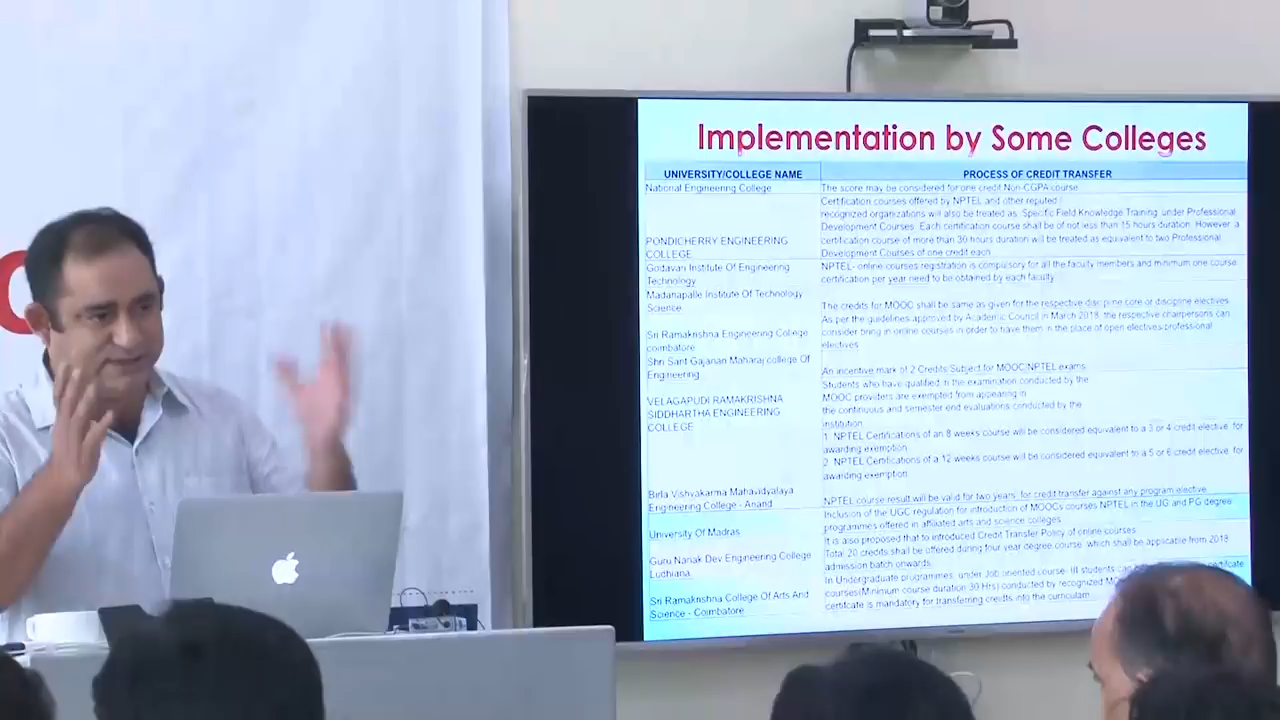 Implementation by Some Colleges
UNIVERSITY/COLLEGE NAME
PROCESS OF CREDIT TRANSFER
National Engineering College
The score may be considered for one credit Non-CGPA course
PONDICHERRY ENGINEERING
COLLEGE
Certification courses offered by NPTEL and other reputed
recognized organizations will also be treated as Specific Field Knowledge Training under Professional
Development Courses. Each certification course shall be of not less than 15 hours duration. However a
certification course of more than 30 hours duration will be treated as equivalent to two Professional
Development Courses of one credit each
Godavari Institute Of Engineering
Technology
NPTEL- online courses registration is compulsory for all the faculty members and minimum one course
certification per year need to be obtained by each faculty
Madanapalle Institute Of Technology
Science
The credits for MOOC shall be same as given for the respective discipline core or discipline electives
Sri Ramakrishna Engineering College
coimbatore
As per the guidelines approved by Academic Council in March 2018, the respective chairpersons can
consider bring in online courses in order to have them in the place of open electives professional
electives
Shri Sant Gajanan Maharaj college Of
Engineering
An incentive mark of 2 Credits Subject for MOOC/NPTEL exams
VELAGAPUDI RAMAKRISHNA
SIDDHARTHA ENGINEERING
COLLEGE
Students who have qualified in the examination conducted by the
MOOC providers are exempted from appearing in
the continuous and semester end evaluations conducted by the
institution
1. NPTEL Certifications of an 8 weeks course will be considered equivalent to a 3 or 4 credit elective for
awarding exemption
2. NPTEL Certifications of a 12 weeks course will be considered equivalent to a 5 or 6 credit elective for
awarding exemption
Birla Vishvakarma Mahavidyalaya
Engineering College - Anand
NPTEL course result will be valid for two years, for credit transfer against any program elective
University Of Madras
Inclusion of the UGC regulation for introduction of MOOCs courses NPTEL in the UG and PG degree
programmes offered in affiliated arts and science colleges
It is also proposed that to introduced Credit Transfer Policy of online courses
Guru Nanak Dev Engineering College
Ludhiana
Total 20 credits shall be offered during four year degree course, which shall be applicable from 2018
admission batch onwards
Sri Ramakrishna College Of Arts And
Science - Coimbatore
In Undergraduate programmes, under Job oriented course- III students can certificate
courses(Minimum course duration 30 Hrs) conducted by recognized
certificate is mandatory for transferring credits into the curriculam